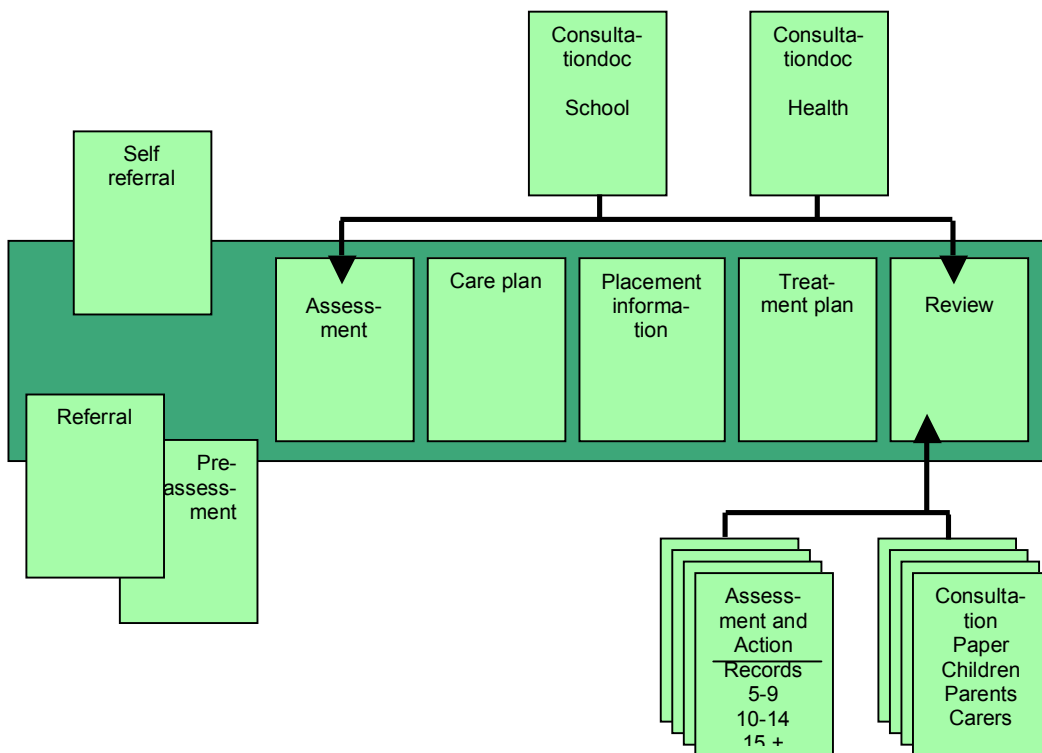 Consulta-
tiondoc
School
Consulta-
tiondoc
Health
Self
referral
Assess-
ment
Care plan
Placement
informa-
tion
Treat-
ment plan
Review
Referral
Pre-
assess-
ment
Assess-
ment and
Action
Records
5-9
10-14
15 +
Consulta-
tion
Paper
Children
Parents
Carers